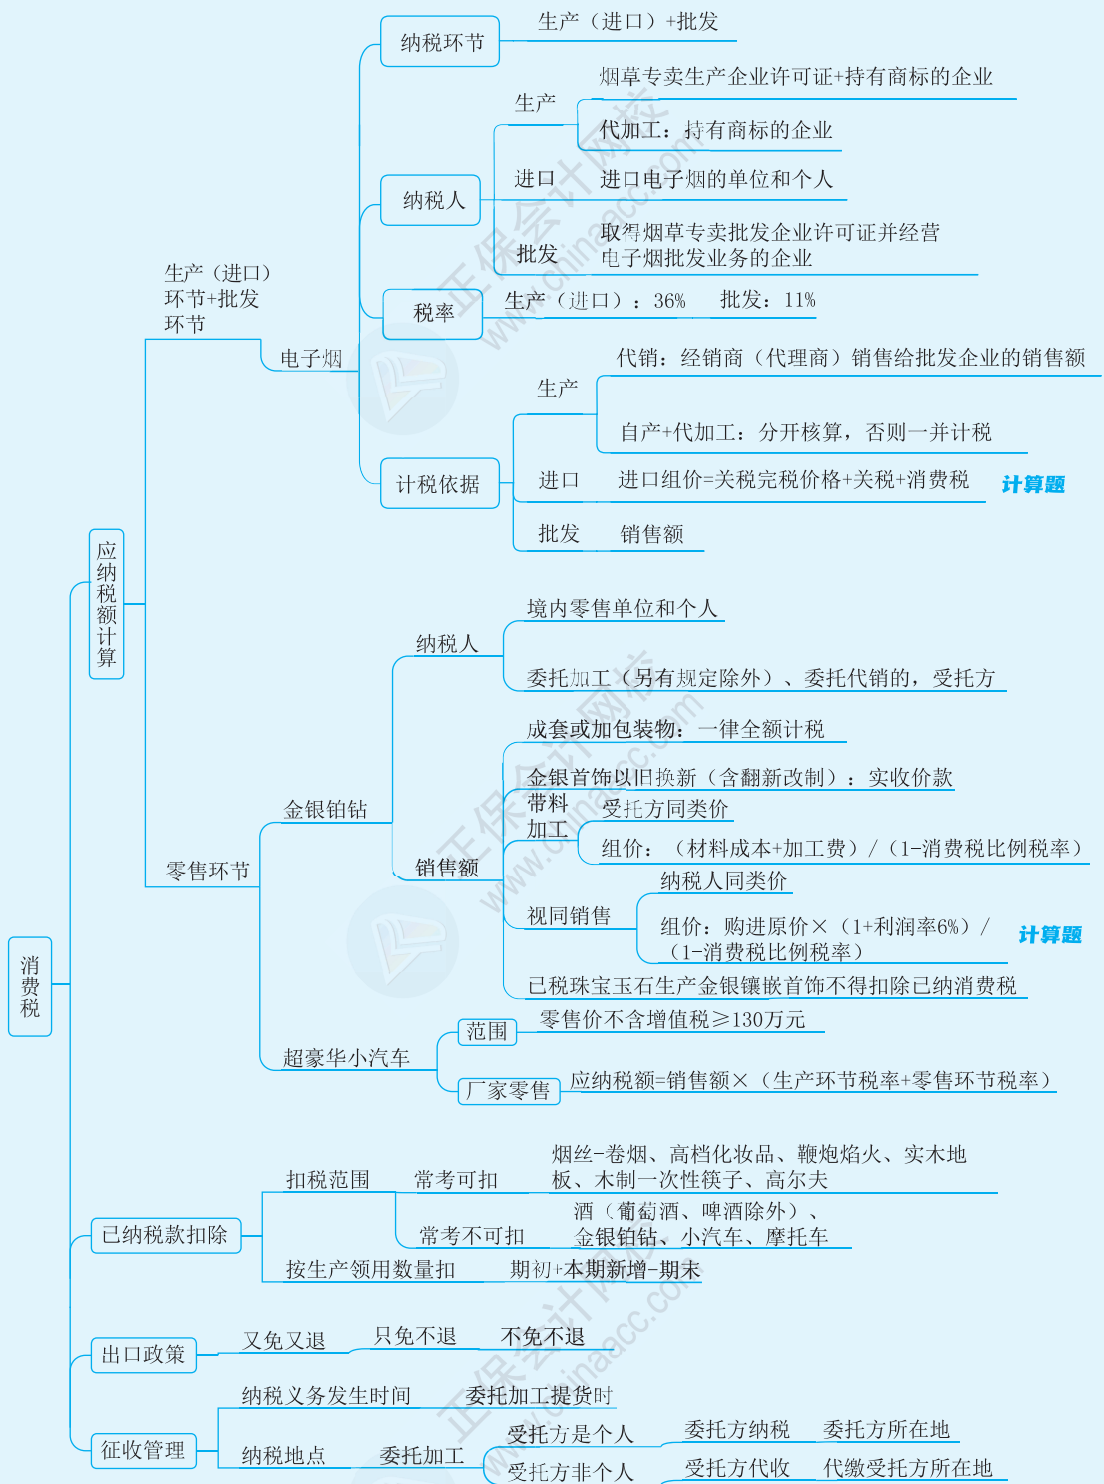 消费税
应纳税额计算
生产（进口）
环节+批发
环节
电子烟
纳税环节
生产（进口）+批发
纳税人
生产
烟草专卖生产企业许可证+持有商标的企业
代加工：持有商标的企业
进口
进口电子烟的单位和个人
批发
取得烟草专卖批发企业许可证并经营
电子烟批发业务的企业
税率
生产（进口）：36%
批发：11%
计税依据
生产
代销：经销商（代理商）销售给批发企业的销售额
自产+代加工：分开核算，否则一并计税
进口
进口组价=关税完税价格+关税+消费税
计算题
批发
销售额
零售环节
金银铂钻
纳税人
境内零售单位和个人
委托加工（另有规定除外）、委托代销的，受托方
销售额
成套或加包装物：一律全额计税
金银首饰以旧换新（含翻新改制）：实收价款
带料
加工
受托方同类价
组价：（材料成本+加工费）/（1-消费税比例税率）
视同销售
纳税人同类价
组价：购进原价×（1+利润率6%）/
（1-消费税比例税率）
计算题
已税珠宝玉石生产金银镶嵌首饰不得扣除已纳消费税
超豪华小汽车
范围
零售价不含增值税≥130万元
厂家零售
应纳税额=销售额×（生产环节税率+零售环节税率）
已纳税款扣除
扣税范围
常考可扣
烟丝-卷烟、高档化妆品、鞭炮焰火、实木地
板、木制一次性筷子、高尔夫
常考不可扣
酒（葡萄酒、啤酒除外）、
金银铂钻、小汽车、摩托车
按生产领用数量扣
期初+本期新增-期末
出口政策
又免又退
只免不退
不免不退
征收管理
纳税义务发生时间
委托加工提货时
纳税地点
委托加工
受托方是个人
委托方纳税
委托方所在地
受托方非个人
受托方代收
代缴受托方所在地
正保会计网校
www.chinaacc.com
正保会计网校
www.chinaacc.com
正保会计网校
www.chinaacc.com